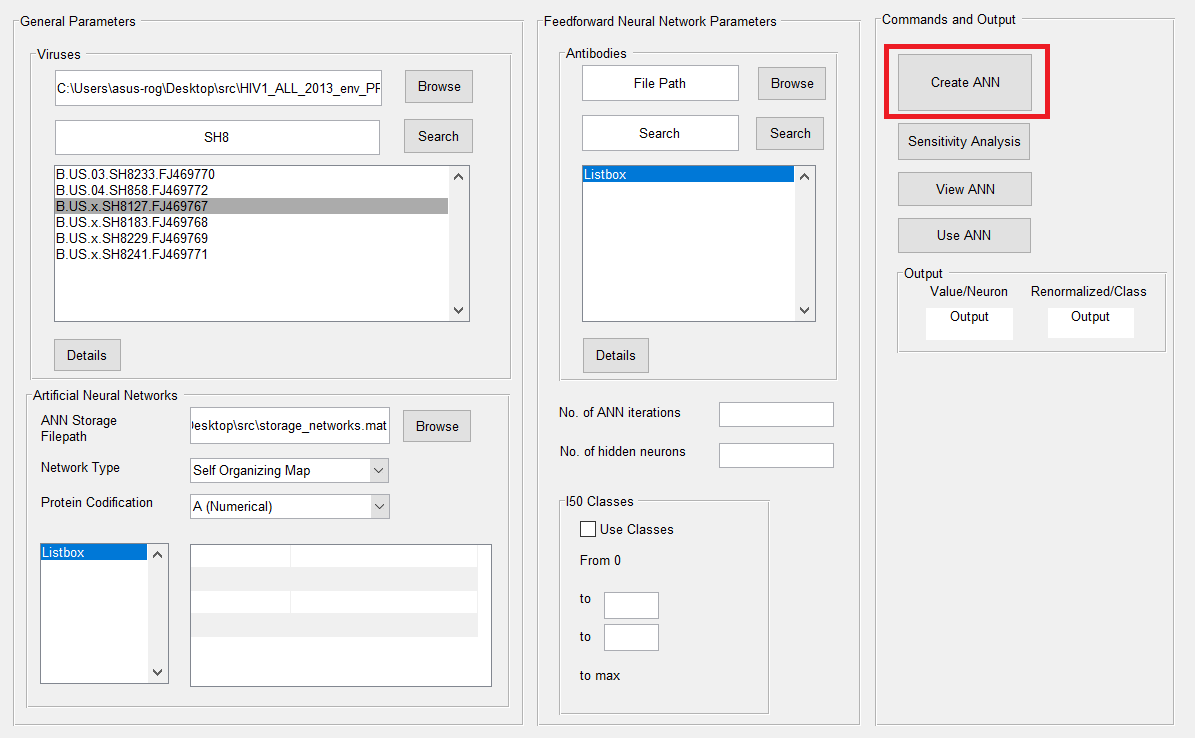 General Parameters
Viruses
C:\Users\asus-rog\Desktop\src\HIV1_ALL_2013_env_PR
Browse
SH8
Search
B.US.03.SH8233.FJ469770
B.US.04.SH858.FJ469772
B.US.x.SH8127.FJ469767
B.US.x.SH8183.FJ469768
B.US.x.SH8229.FJ469769
B.US.x.SH8241.FJ469771
Details
Artificial Neural Networks
ANN Storage
Filepath
Desktop\src\storage_networks.mat
Browse
Network Type
Self Organizing Map
Protein Codification
A (Numerical)
Listbox
Feedforward Neural Network Parameters
Antibodies
File Path
Browse
Search
Search
Listbox
Details
No. of ANN iterations
No. of hidden neurons
I50 Classes
Use Classes
From 0
to
to
to max
Commands and Output
Create ANN
Sensitivity Analysis
View ANN
Use ANN
Output
Value/Neuron
Renormalized/Class
Output
Output